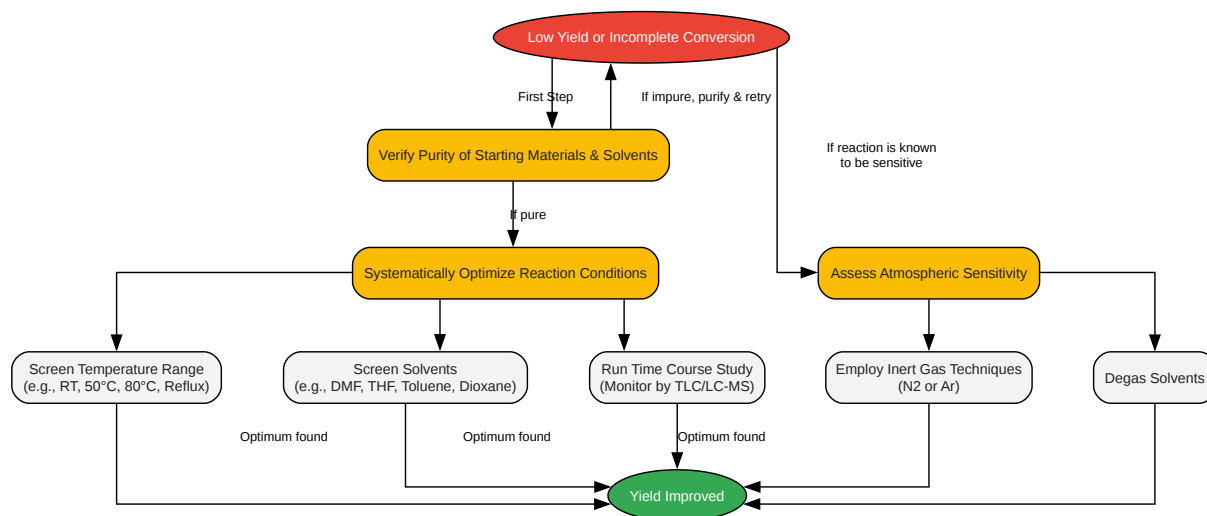 Low Yield or Incomplete Conversion
First Step
If impure, purify & retry
Verify Purity of Starting Materials & Solvents
If reaction is known
to be sensitive
If pure
Systematically Optimize Reaction Conditions
Assess Atmospheric Sensitivity
Screen Temperature Range
(e.g., RT, 50°C, 80°C, Reflux)
Screen Solvents
(e.g., DMF, THF, Toluene, Dioxane)
Run Time Course Study
(Monitor by TLC/LC-MS)
Employ Inert Gas Techniques
(N2 or Ar)
Degas Solvents
Optimum found
Optimum found
Optimum found
Yield Improved